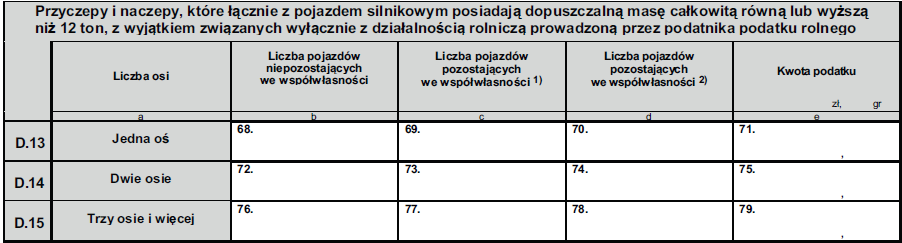 Przyczepy i naczepy, które łącznie z pojazdem silnikowym posiadają dopuszczalną masę całkowitą równą lub wyższą
niż 12 ton, z wyjątkiem związanych wyłącznie z działalnością rolniczą prowadzoną przez podatnika podatku rolnego
Liczba osi
Liczba pojazdów
niepozostających
we współwłasności
Liczba pojazdów
pozostających
we współwłasności 1)
Liczba pojazdów
pozostających
we współwłasności 2)
Kwota podatku
zł, gr
a b c d e
D.13 Jedna oś 68. 69. 70. 71. ,
D.14 Dwie osie 72. 73. 74. 75. ,
D.15 Trzy osie i więcej 76. 77. 78. 79. ,